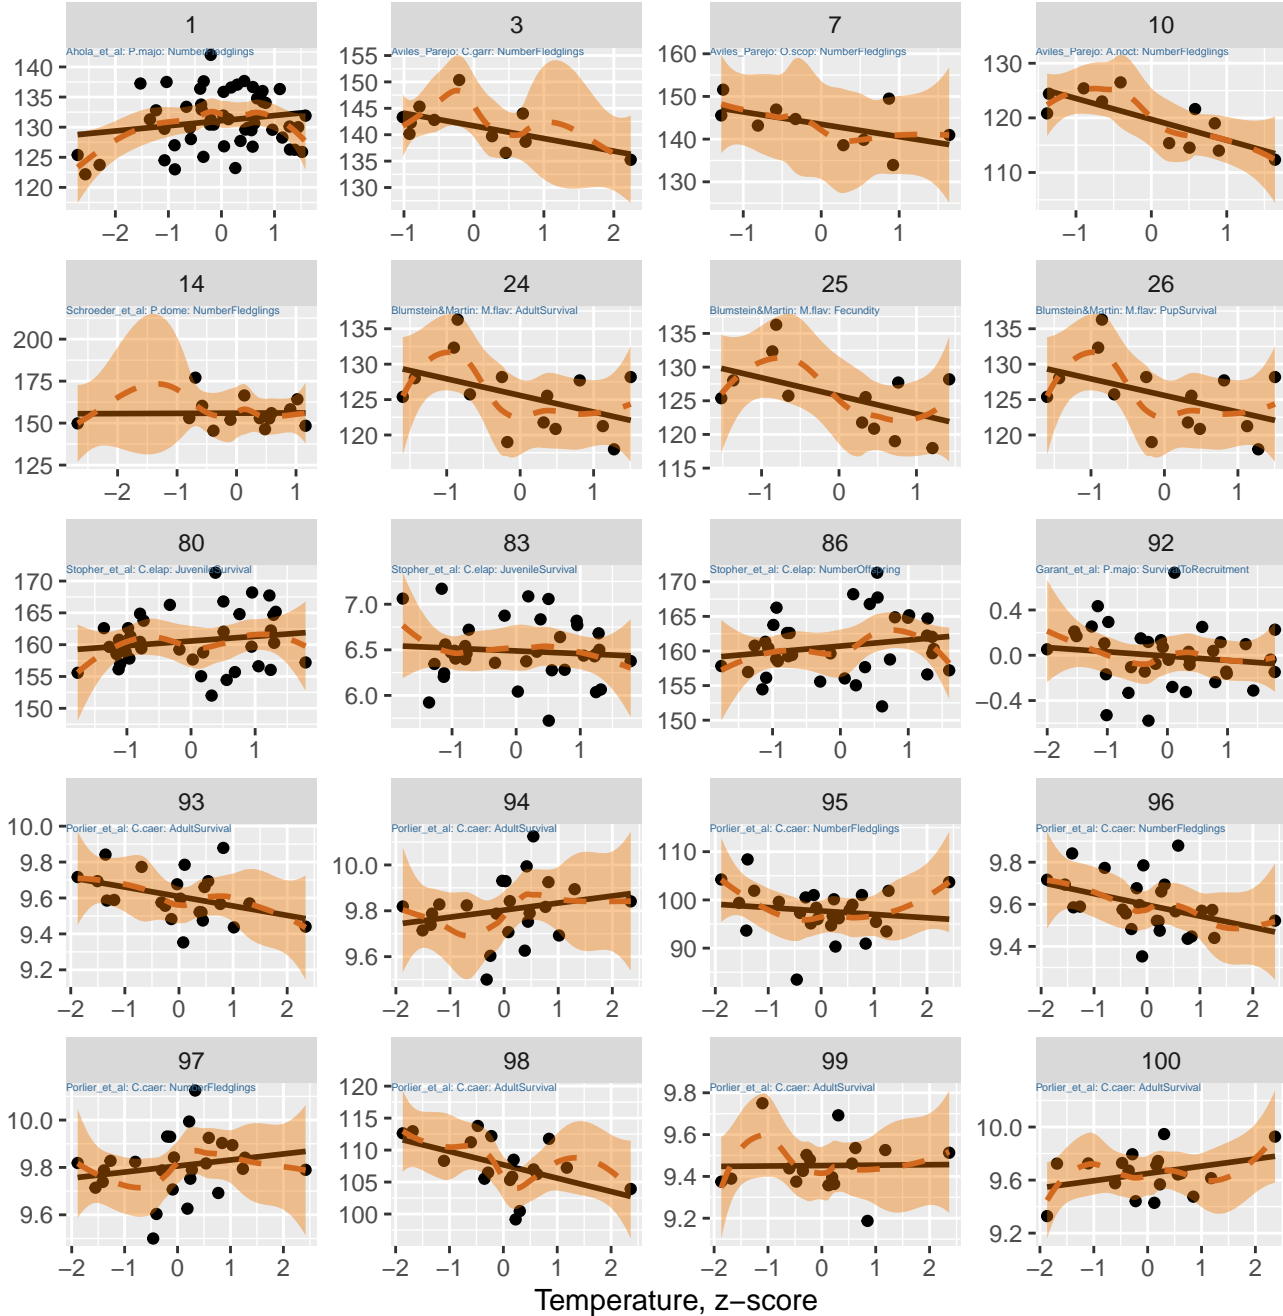 1 3 7 10
Ahola_et_al: P.majo: NumberFledglings Aviles_Parejo: C.garr: NumberFledglings Aviles_Parejo: O.scop: NumberFledglings Aviles_Parejo: A.noct: NumberFledglings
140 135 130 125 120
−2 −1 0 1
155 150 145 140 135 130
−1 0 1 2
160 150 140 130
−1 0 1
130 120 110
−1 0 1
14 24 25 26
Schroeder_et_al: P.dome: NumberFledglings Blumstein&Martin: M.flav: AdultSurvival Blumstein&Martin: M.flav: Fecundity Blumstein&Martin: M.flav: PupSurvival
200 175 150 125
−2 −1 0 1
135 130 125 120
−1 0 1
135 130 125 120 115
−1 0 1
135 130 125 120
−1 0 1
80 83 86 92
Stopher_et_al: C.elap: JuvenileSurvival Stopher_et_al: C.elap: JuvenileSurvival Stopher_et_al: C.elap: NumberOffspring Garant_et_al: P.majo: SurvivalToRecruitment
170 165 160 155 150
−1 0 1
7.0 6.5 6.0
−1 0 1
170 165 160 155 150
−1 0 1
0.4 0.0 −0.4
−2 −1 0 1
93 94 95 96
Porlier_et_al: C.caer: AdultSurvival Porlier_et_al: C.caer: AdultSurvival Porlier_et_al: C.caer: NumberFledglings Porlier_et_al: C.caer: NumberFledglings
10.0 9.8 9.6 9.4 9.2
−2 −1 0 1 2
10.0 9.8 9.6
−2 −1 0 1 2
110 100 90
−2 −1 0 1 2
9.8 9.6 9.4
−2 −1 0 1 2
97 98 99 100
Porlier_et_al: C.caer: NumberFledglings Porlier_et_al: C.caer: AdultSurvival Porlier_et_al: C.caer: AdultSurvival Porlier_et_al: C.caer: AdultSurvival
10.0 9.8 9.6
−2 −1 0 1 2
120 115 110 105 100
−2 −1 0 1 2
9.8 9.6 9.4 9.2
−2 −1 0 1 2
10.0 9.6 9.2
−2 −1 0 1 2
Temperature, z−score